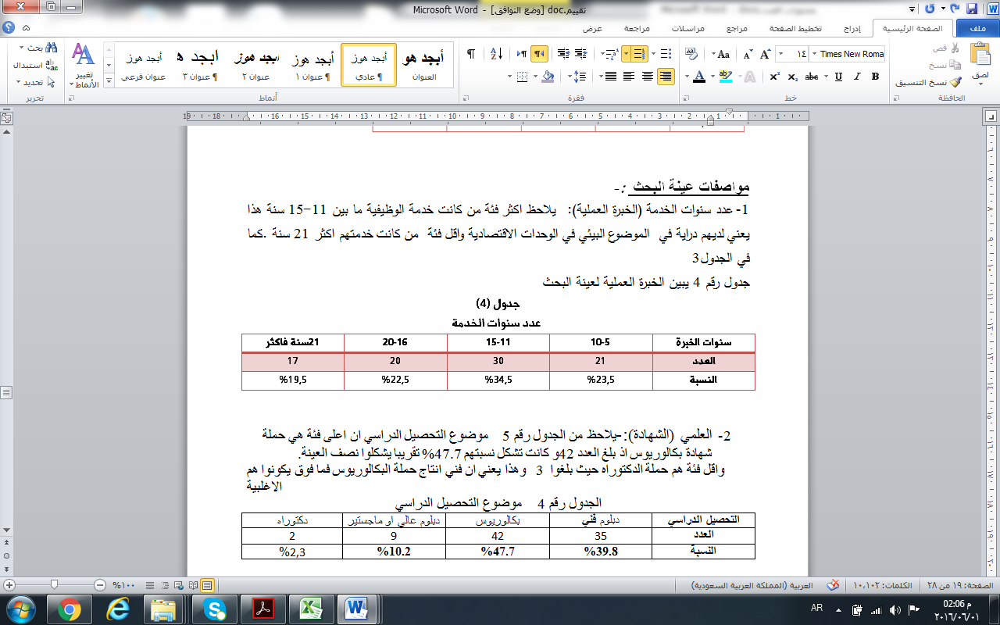 تقييم.doc [وضع التوافق] - Microsoft Word
ملف الصفحة الرئيسية إدراج تخطيط الصفحة مراجع مراسلات مراجعة عرض
لصق
قص
نسخ
نسخ التنسيق
الحافظة
Times New Roma ١٤
خط
فقرة
أبجد هو العنوان
أبجد هوز ¶ عادي
أبجد هوز ¶ عنوان ١
أبجد هوز عنوان ٢
أبجد ه ¶ عنوان ٣
أبجد هوز عنوان فرعي
تغيير الأنماط
أنماط
بحث
استبدال
تحديد
تحرير
مواصفات عينة البحث :-
1- عدد سنوات الخدمة (الخبرة العملية): يلاحظ اكثر فئة من كانت خدمة الوظيفية ما بين 11–15 سنة هذا
يعني لديهم دراية في الموضوع البيئي في الوحدات الاقتصادية واقل فئة من كانت خدمتهم اكثر 21 سنة .كما
في الجدول3
جدول رقم 4 يبين الخبرة العملية لعينة البحث
جدول (4)
عدد سنوات الخدمة
سنوات الخبرة 10-5 15-11 20-16 21سنة فاكثر
العدد 21 30 20 17
النسبة %23,5 %34,5 %22,5 %19,5
2- العلمي (الشهادة):-يلاحظ من الجدول رقم 5 موضوع التحصيل الدراسي ان اعلى فئة هي حملة
شهادة بكالوريوس اذ بلغ العدد 42و كانت تشكل نسبتهم 47.7% تقريبا يشكلوا نصف العينة.
واقل فئة هم حملة الدكتوراه حيث بلغوا 3 وهذا يعني ان فني انتاج حملة البكالوريوس فما فوق يكونوا هم
الاغلبية
الجدول رقم 4 موضوع التحصيل الدراسي
التحصيل الدراسي دبلوم فني بكالوريوس دبلوم عالي او ماجستير دكتوراه
العدد 35 42 9 2
النسبة %39.8 %47.7 %10.2 %2,3
الصفحة: ١٩ من ٢٨ الكلمات: ١٠,١٠٢ العربية (المملكة العربية السعودية) ١٠٠%
AR
02:06 م
٢٠١٦/٠٦/٠١